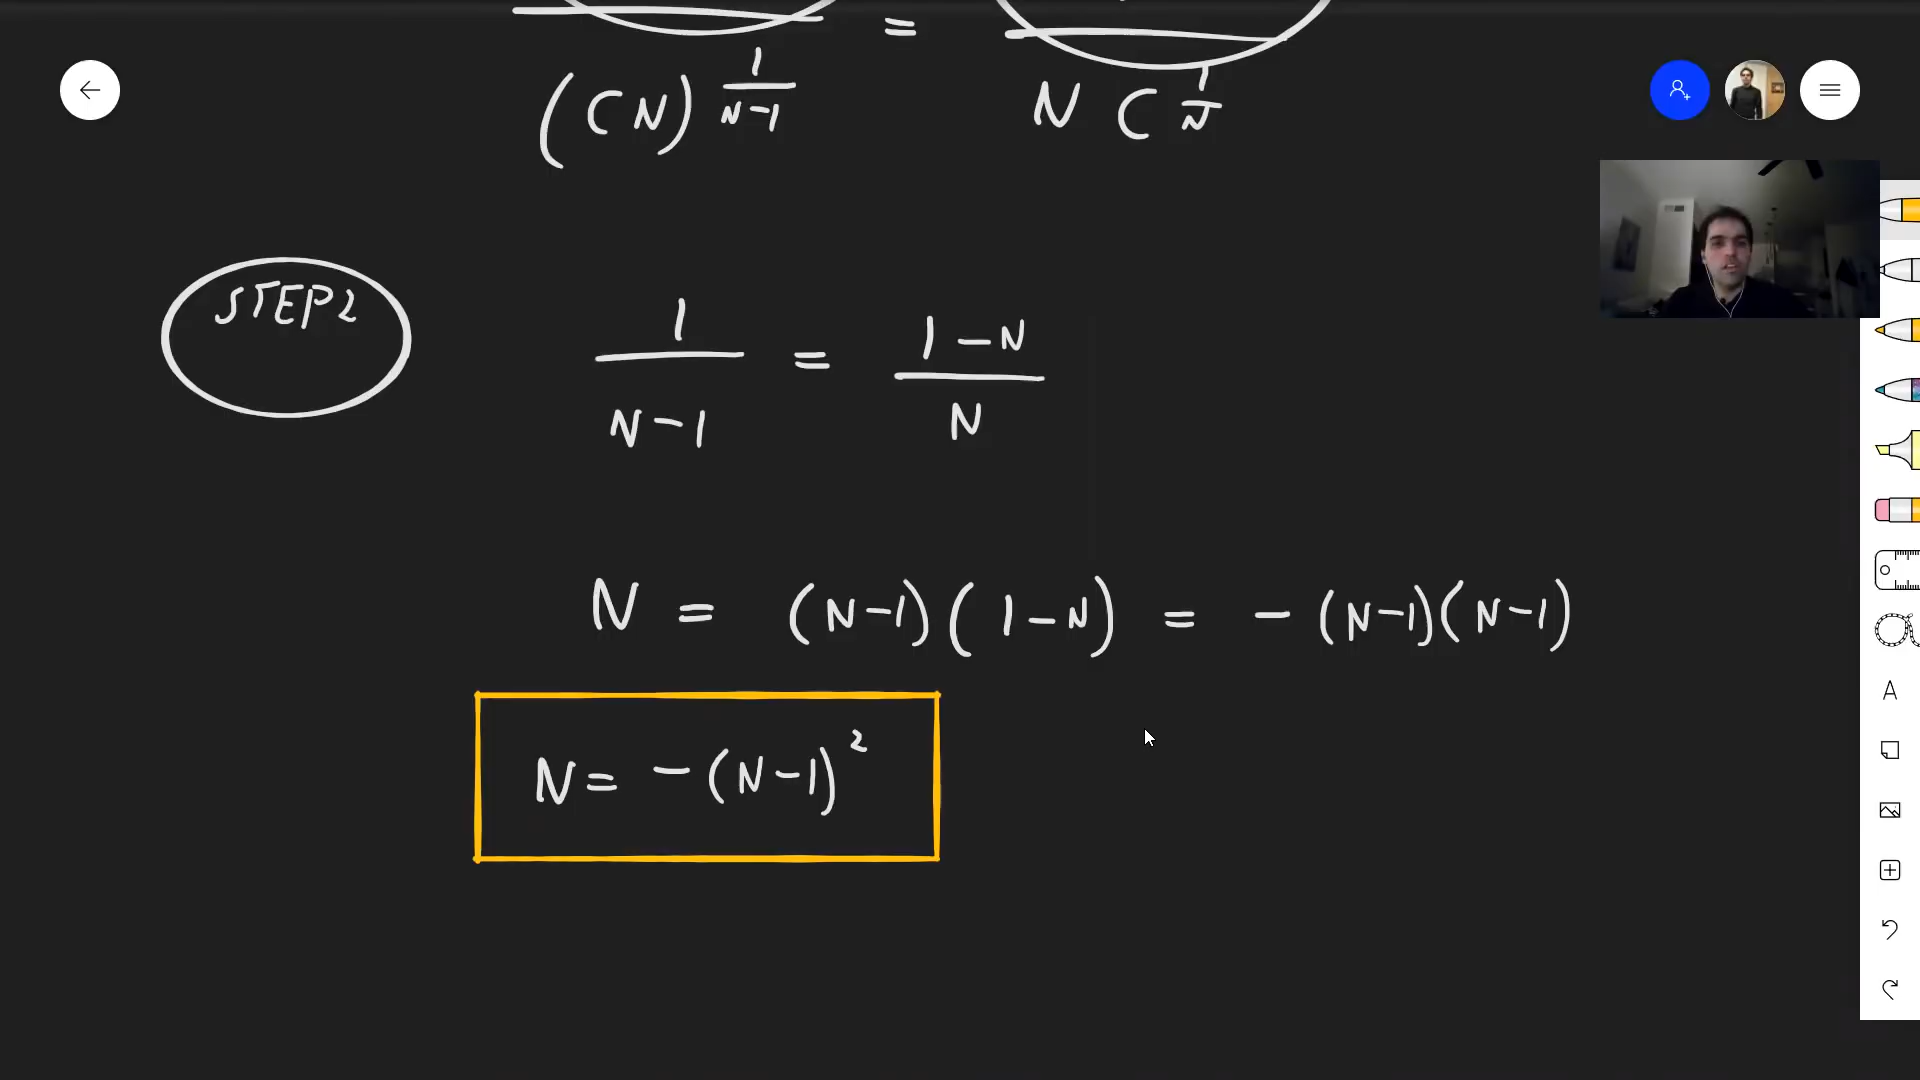 =
(CN)^{1/(N-1)}   N C^{1/N}
STEP 2
1/(N-1) = (1-N)/N
N = (N-1)(1-N) = -(N-1)(N-1)
N = -(N-1)²
A